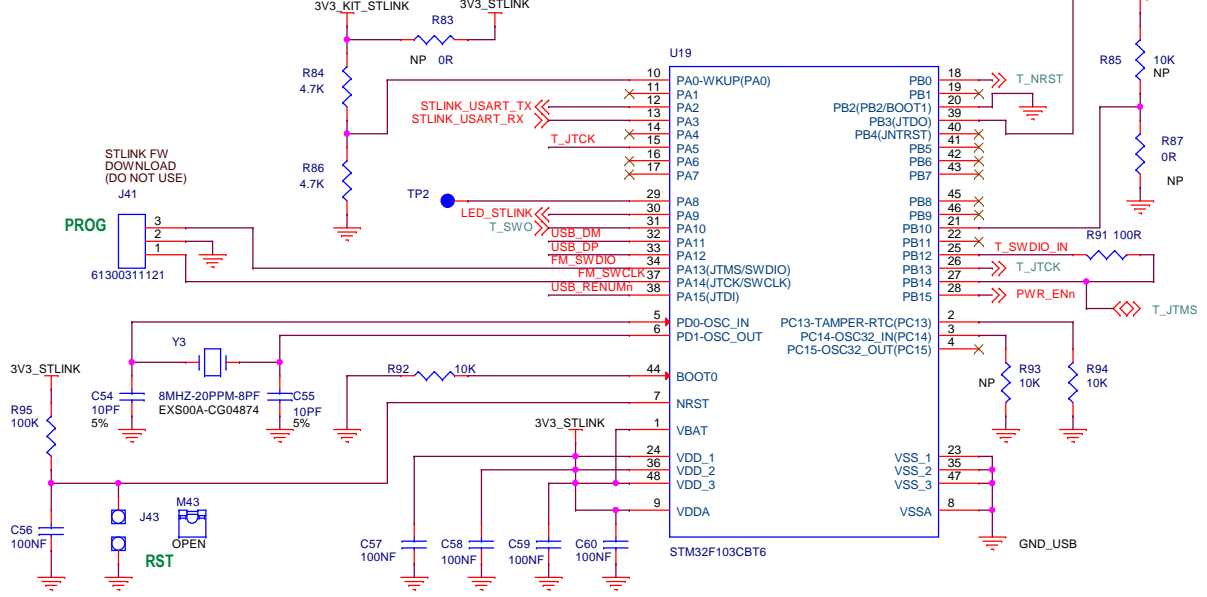 3V3_KIT_STLINK
3V3_STLINK
R83
NP 0R
R84
4.7K
R86
4.7K
STLINK FW
DOWNLOAD
(DO NOT USE)
J41
PROG
3
2
1
61300311121
TP2
STLINK_USART_TX
STLINK_USART_RX
T_JTCK
LED_STLINK
T_SWO
USB_DM
USB_DP
FM_SWDIO
FM_SWCLK
USB_RENUMn
U19
10 PA0-WKUP(PA0)
11 PA1
12 PA2
13 PA3
14 PA4
15 PA5
16 PA6
17 PA7
29 PA8
30 PA9
31 PA10
32 PA11
33 PA12
34 PA13(JTMS/SWDIO)
37 PA14(JTCK/SWCLK)
38 PA15(JTDI)
5 PD0-OSC_IN
6 PD1-OSC_OUT
44 BOOT0
7 NRST
1 VBAT
24 VDD_1
36 VDD_2
48 VDD_3
9 VDDA
PB0 18
PB1 19
PB2(PB2/BOOT1) 20
PB3(JTDO) 39
PB4(JNTRST) 40
PB5 41
PB6 42
PB7 43
PB8 45
PB9 46
PB10 21
PB11 22
PB12 25
PB13 26
PB14 27
PB15 28
PC13-TAMPER-RTC(PC13) 2
PC14-OSC32_IN(PC14) 3
PC15-OSC32_OUT(PC15) 4
VSS_1 23
VSS_2 35
VSS_3 47
VSSA 8
STM32F103CBT6
T_NRST
R85
10K
NP
R87
0R
NP
T_SWDIO_IN
R91 100R
T_JTCK
PWR_ENn
T_JTMS
NP
R93
10K
R94
10K
GND_USB
Y3
8MHZ-20PPM-8PF
EXS00A-CG04874
C54
10PF
5%
C55
10PF
5%
R92 10K
3V3_STLINK
R95
100K
C56
100NF
J43
RST
M43
OPEN
3V3_STLINK
C57
100NF
C58
100NF
C59
100NF
C60
100NF